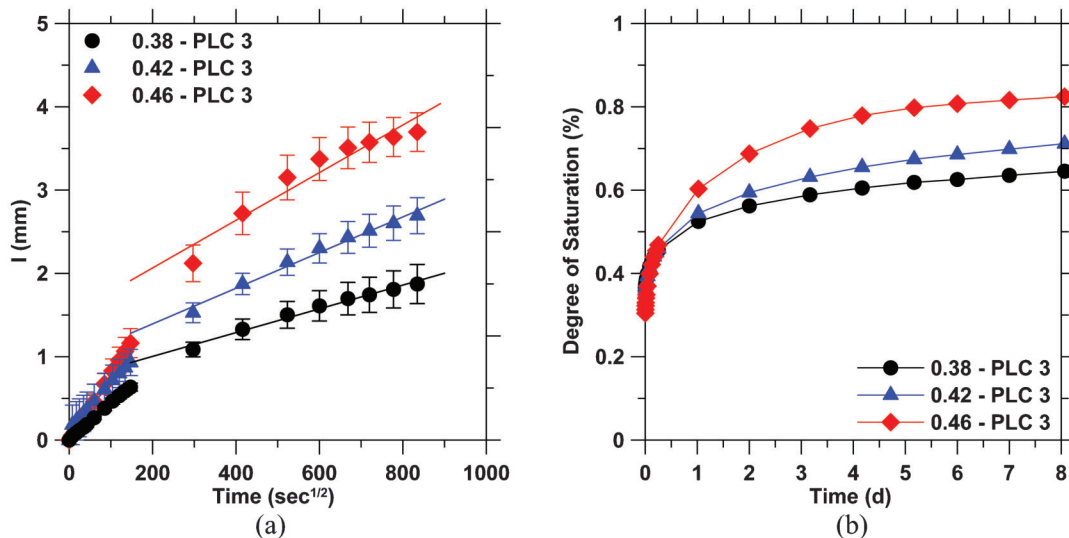 5
4
3
2
1
0
I (mm)
0.38 - PLC 3
0.42 - PLC 3
0.46 - PLC 3
0 200 400 600 800 1000
Time (sec1/2)
(a)
1
0.8
0.6
0.4
0.2
0
Degree of Saturation (%)
0.38 - PLC 3
0.42 - PLC 3
0.46 - PLC 3
0 1 2 3 4 5 6 7 8
Time (d)
(b)